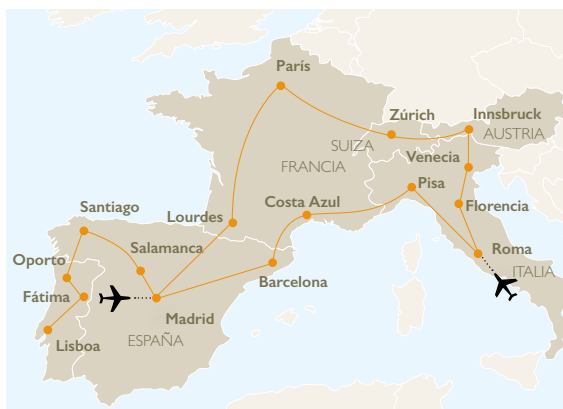 París
Zúrich
Innsbruck
SUIZA
AUSTRIA
Venecia
FRANCIA
Pisa
Costa Azul
Santiago
Lourdes
Florencia
Salamanca
Roma
Oporto
ITALIA
Barcelona
Fátima
Madrid
Lisboa
ESPAÑA